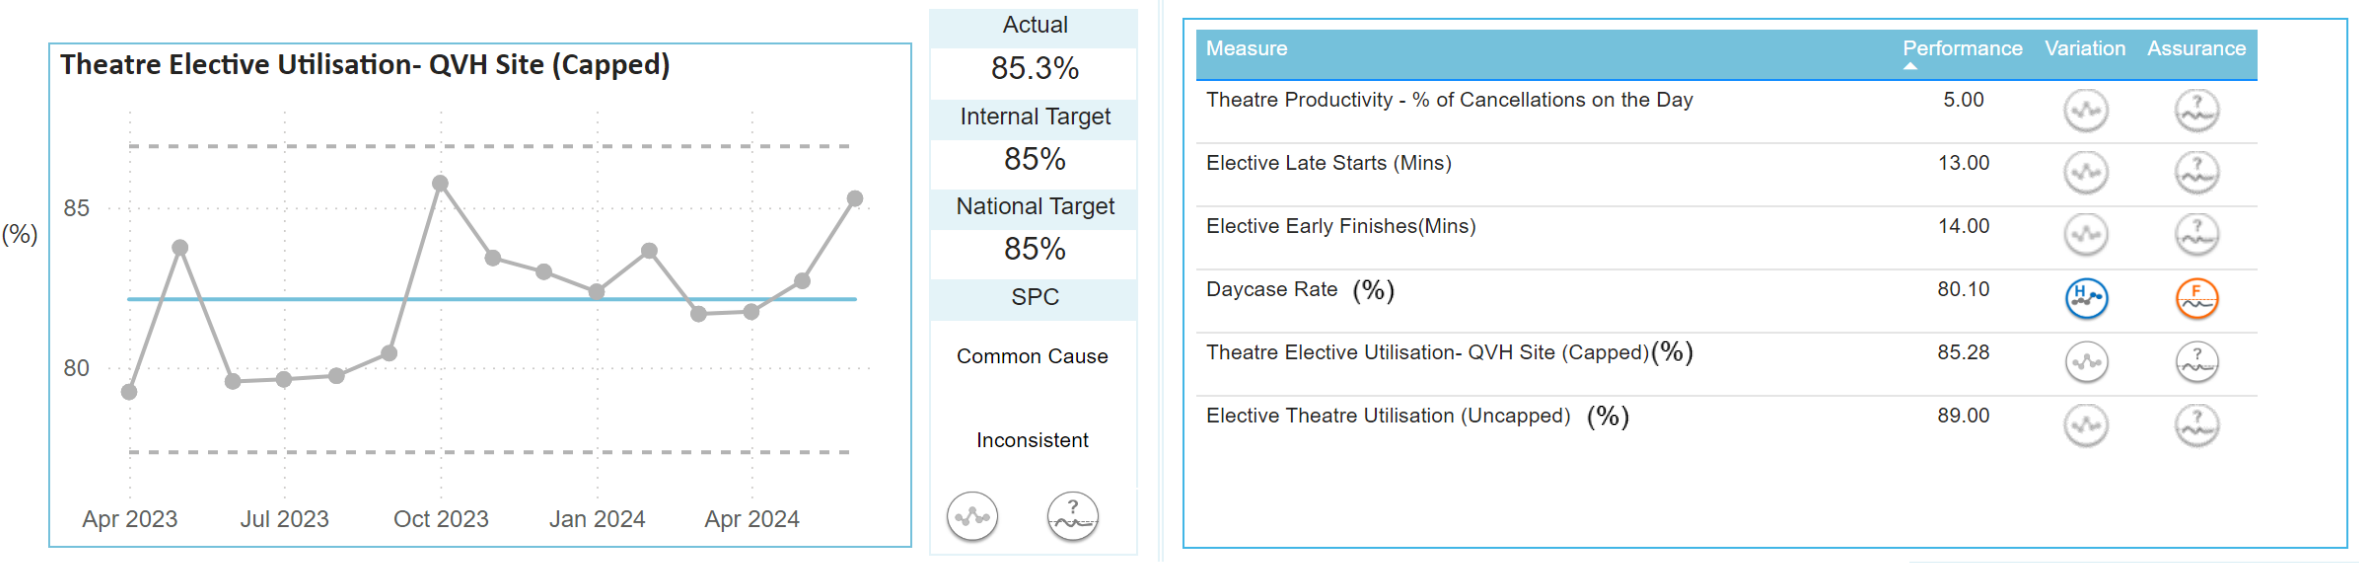 Theatre Elective Utilisation- QVH Site (Capped)
(%)
85
80
Apr 2023 Jul 2023 Oct 2023 Jan 2024 Apr 2024
Actual
85.3%
Internal Target
85%
National Target
85%
SPC
Common Cause
Inconsistent
?
Measure Performance Variation Assurance
Theatre Productivity - % of Cancellations on the Day 5.00 ?
Elective Late Starts (Mins) 13.00 ?
Elective Early Finishes(Mins) 14.00 ?
Daycase Rate (%) 80.10 H F
Theatre Elective Utilisation- QVH Site (Capped)(%) 85.28 ?
Elective Theatre Utilisation (Uncapped) (%) 89.00 ?